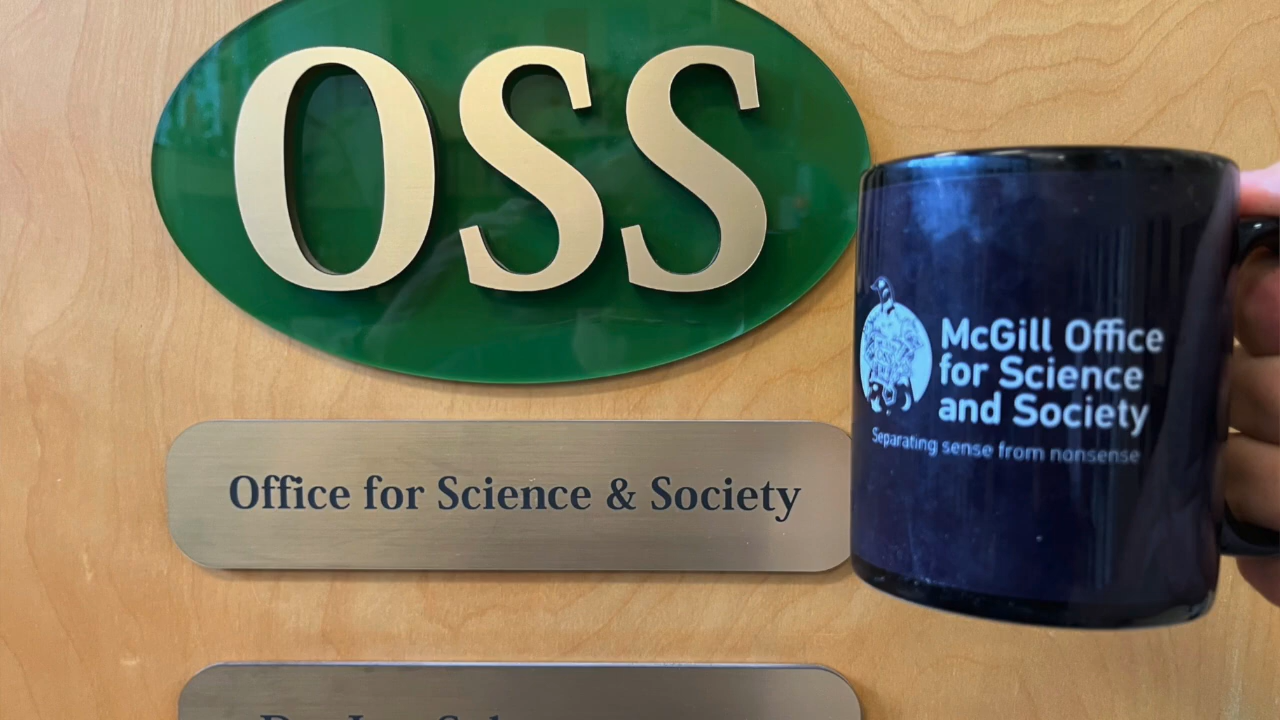 OSS
Office for Science & Society
McGill Office
for Science
and Society
Separating sense from nonsense